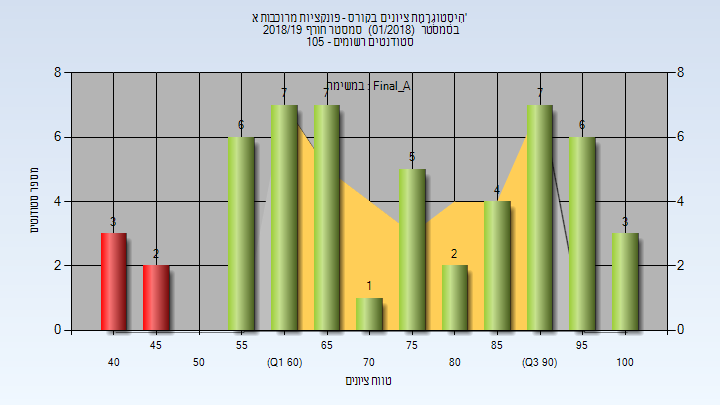 הִיסְטוֹגְרָמָת ציונים בקורס - פונקציות מרוכבות א'
בסמסטר (01/2018) סמסטר חורף 2018/19
סטודנטים רשומים - 105
במשימה : Final_A
8 8
6 6
4 4
2 2
0 0
3 2 6 7 7 1 5 2 4 7 6 3
מספר סטודנטים
45 55 65 75 85 95
40 50 (Q1 60) 70 80 (Q3 90) 100
טווח ציונים